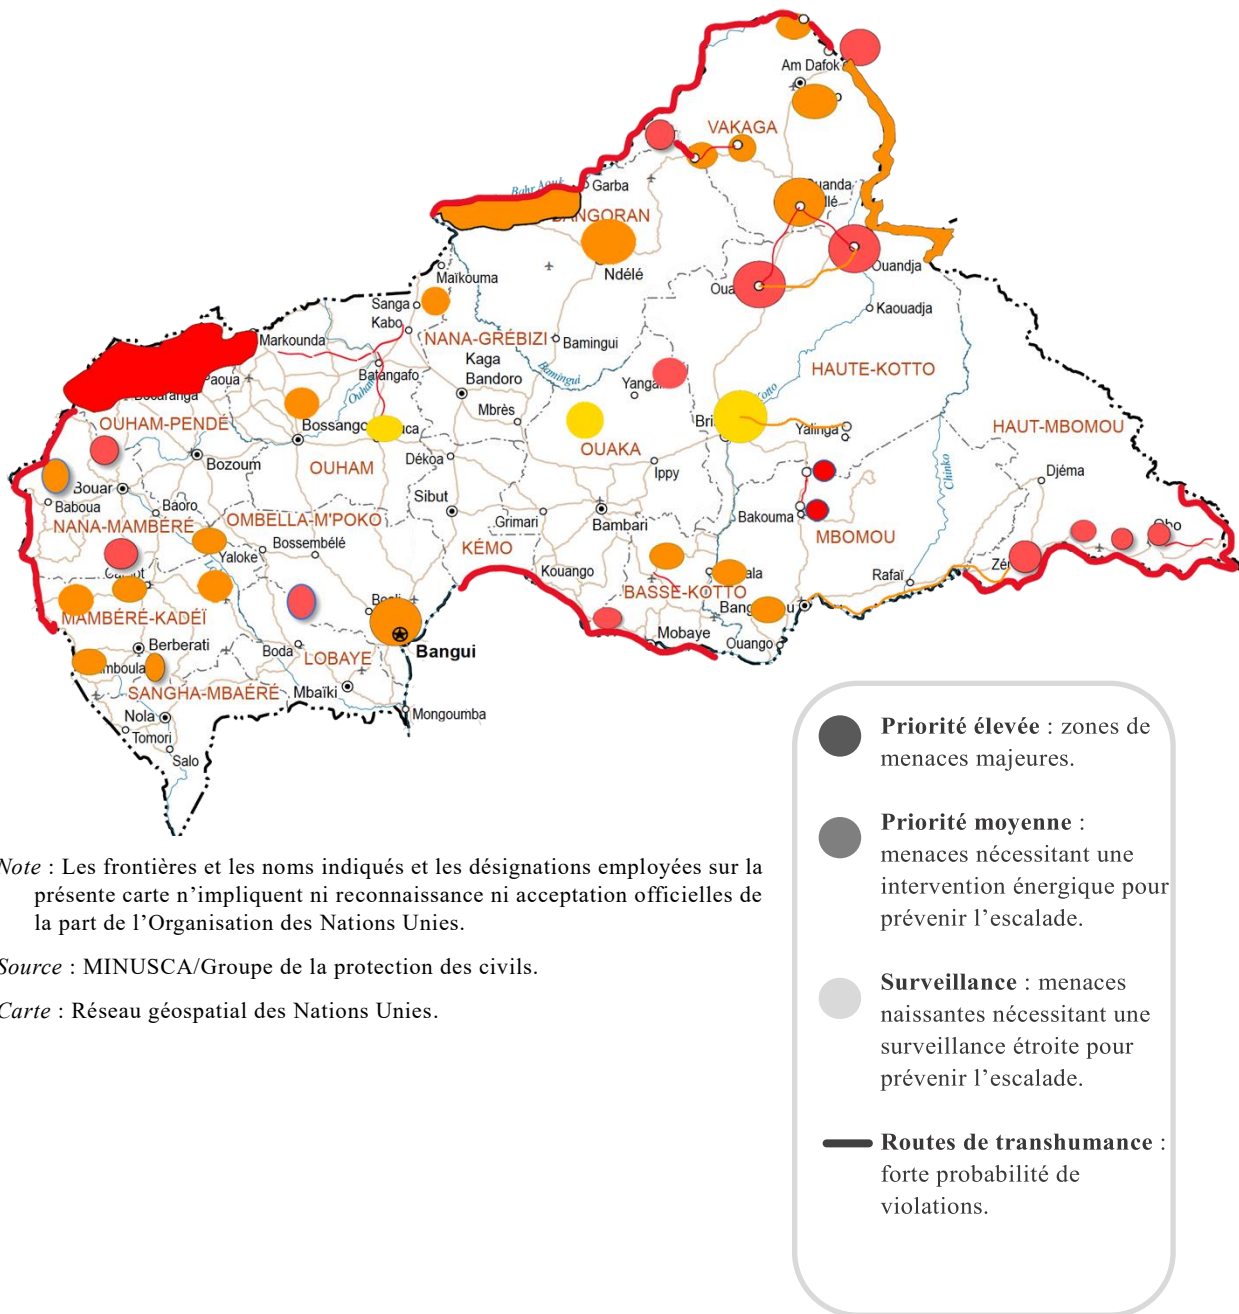 Am Dafok
VAKAGA
Bahr Aouk
Garba
Ndélé
Ouandja
Maïkouma
Sanga
Kabo
Kaouadja
Markounda
NANA-GRÉBIZI
Bamingui
Kaga
Bandoro
Batangafo
Bamingui
HAUTE-KOTTO
Mbrès
Kotto
OUHAM-PENDÉ
HAUT-MBOMOU
Yalinga
OUAKA
Bozoum
OUHAM
Dékoa
Ippy
Djéma
Chinko
Bouar
Baboua
Baoro
Sibut
Grimari
Bambari
Bakouma
MBOMOU
NANA-MAMBÉRÉ
OMBELLA-M'POKO
Bossembélé
Yaloke
KÉMO
Kouango
BASSE-KOTTO
Rafaï
MAMBÉRÉ-KADÉÏ
Mobaye
Ouango
Berberati
Boda
LOBAYE
Bangui
SANGHA-MBAÉRÉ
Mbaïki
Nola
Mongoumba
Tomori
Salo
Priorité élevée : zones de
menaces majeures.
Priorité moyenne :
menaces nécessitant une
intervention énergique pour
prévenir l'escalade.
Surveillance : menaces
naissantes nécessitant une
surveillance étroite pour
prévenir l'escalade.
Routes de transhumance :
forte probabilité de
violations.
Note : Les frontières et les noms indiqués et les désignations employées sur la
présente carte n'impliquent ni reconnaissance ni acceptation officielles de
la part de l'Organisation des Nations Unies.
Source : MINUSCA/Groupe de la protection des civils.
Carte : Réseau géospatial des Nations Unies.